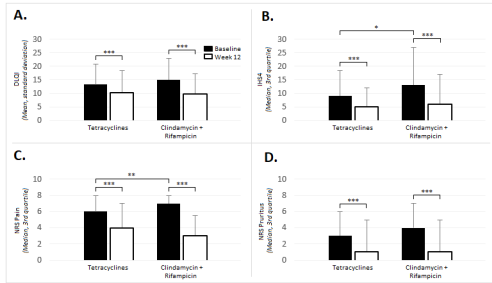 A.
DLQI
(Mean, standard deviation)
30
25
20
15
10
5
0
***
***
Baseline
Week 12
Tetracyclines
Clindamycin +
Rifampicin
B.
IHS4
(Median, 3rd quartile)
30
25
20
15
10
5
0
*
***
***
Tetracyclines
Clindamycin +
Rifampicin
C.
NRS Pain
(Median, 3rd quartile)
10
8
6
4
2
0
**
***
***
Tetracyclines
Clindamycin +
Rifampicin
D.
NRS Pruritus
(Median, 3rd quartile)
10
8
6
4
2
0
***
***
Tetracyclines
Clindamycin +
Rifampicin